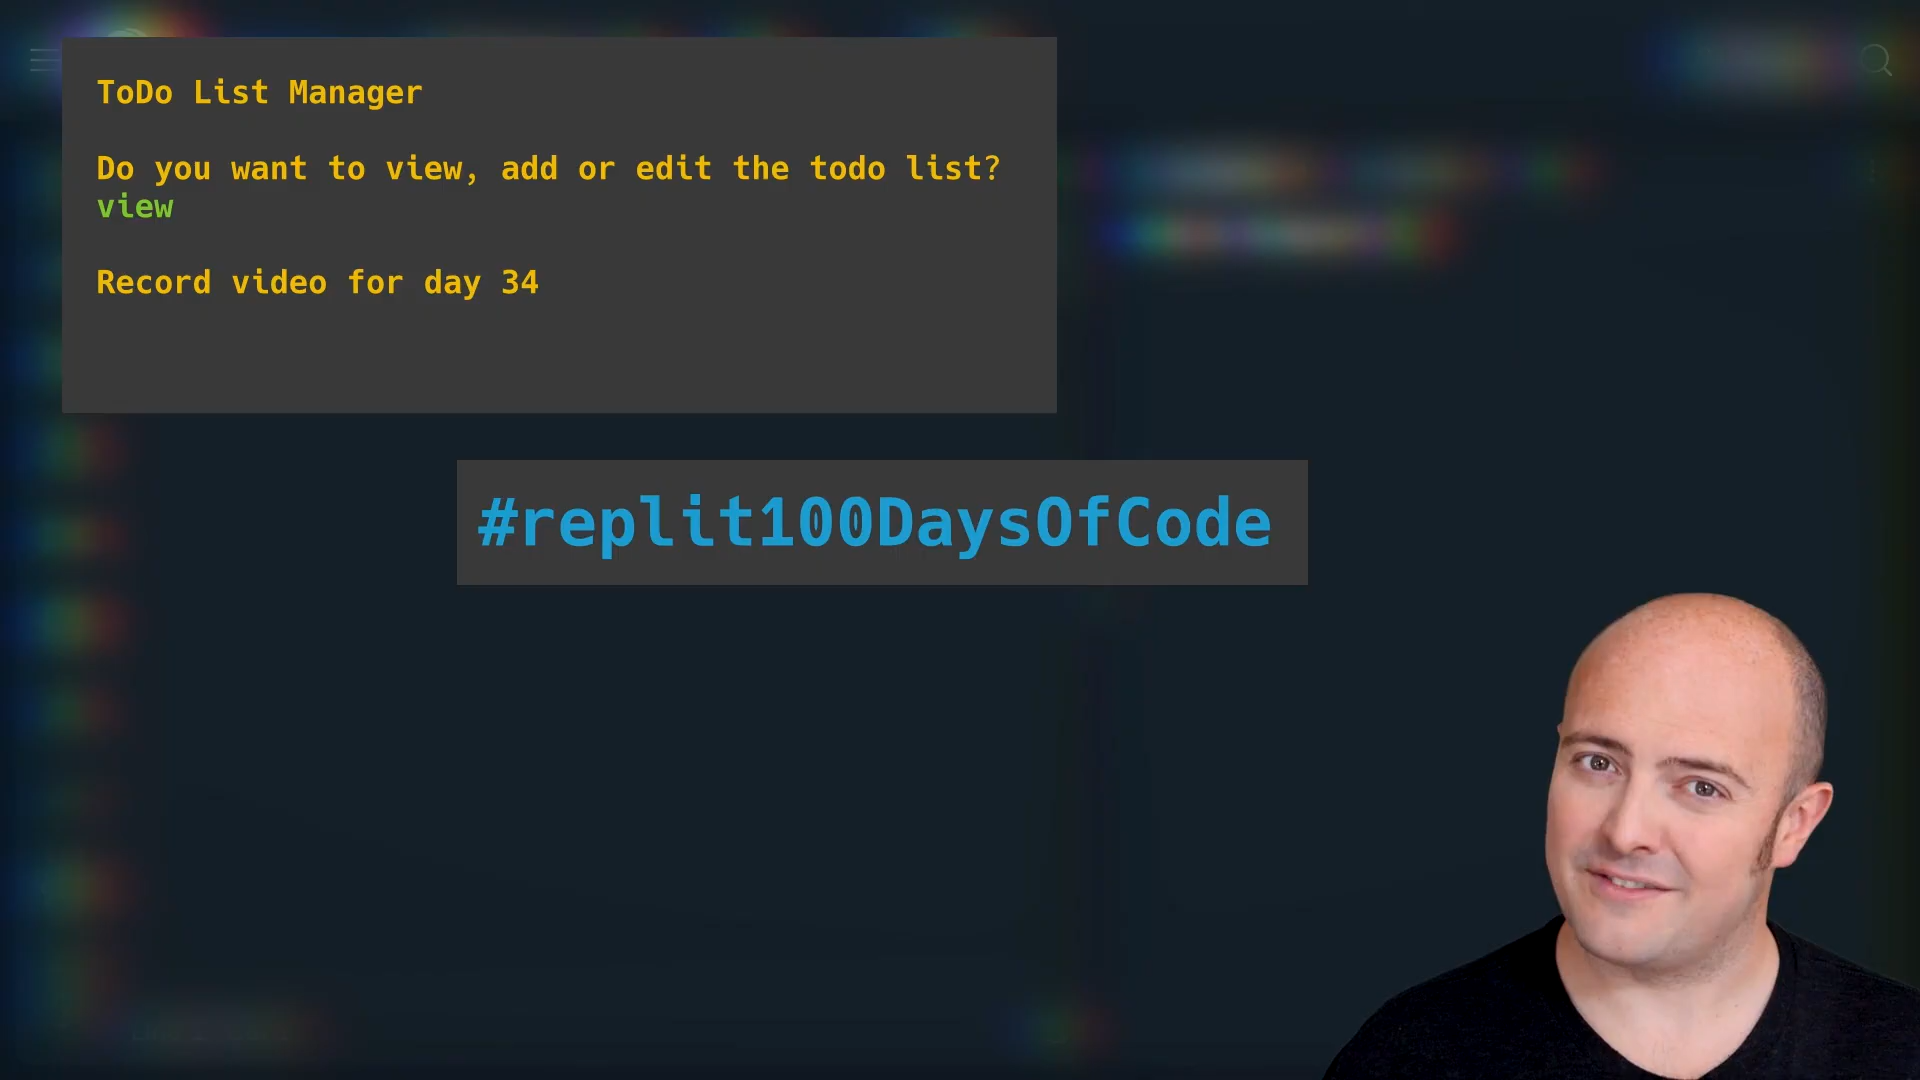 ToDo List Manager
Do you want to view, add or edit the todo list?
view
Record video for day 34
#replit100DaysOfCode